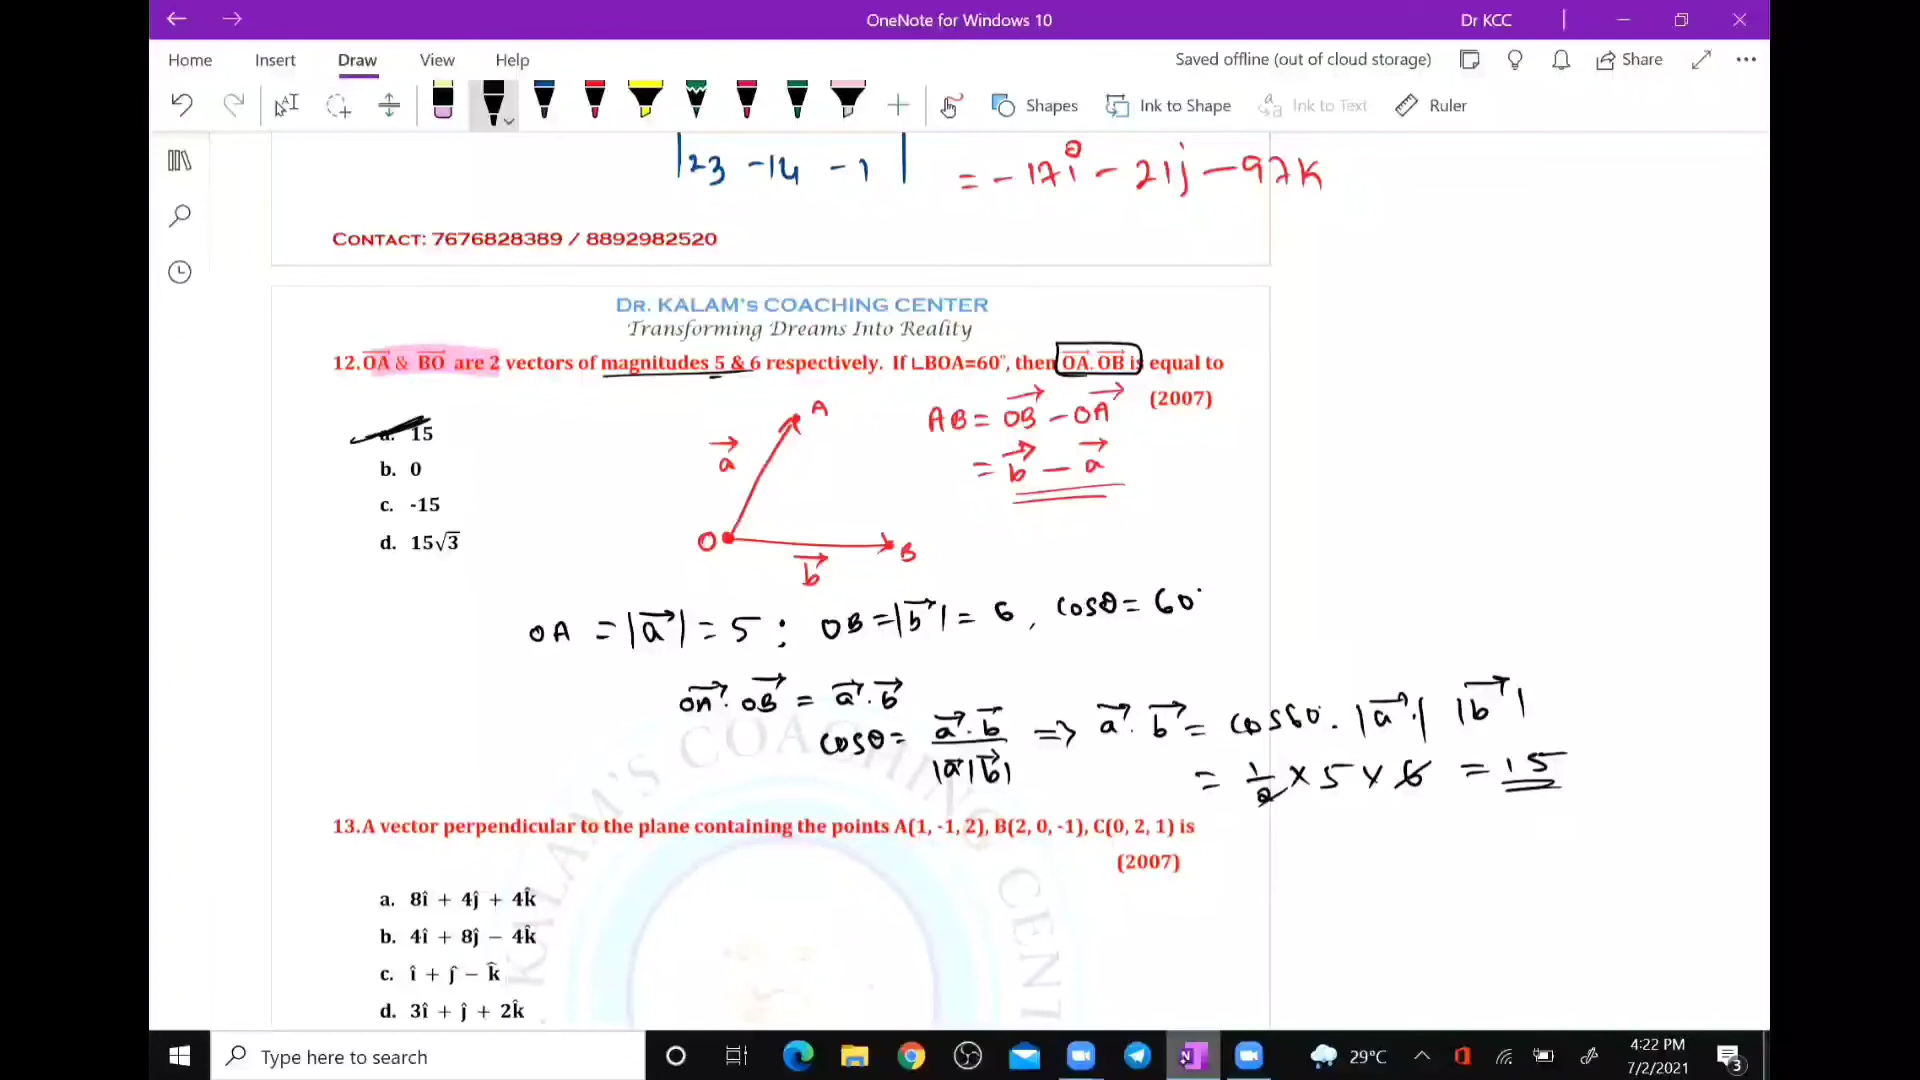 OneNote for Windows 10
Dr KCC
Home Insert Draw View Help
Saved offline (out of cloud storage)
Share
Shapes
Ink to Shape
Ink to Text
Ruler
23 -14 -1
= -17i - 21j - 97k
CONTACT: 7676828389 / 8892982520
DR. KALAM's COACHING CENTER
Transforming Dreams Into Reality
12. OA & BO are 2 vectors of magnitudes 5 & 6 respectively. If ∟BOA=60°, then OA. OB is equal to
(2007)
a. 15
b. 0
c. -15
d. 15√3
A
a
O
b
B
AB = OB - OA
= b - a
OA = |a| = 5 ; OB = |b| = 6 , cosθ = 60°
OA . OB = a . b
cosθ = a . b / |a||b| => a . b = cos60 . |a| . |b|
= 1/2 x 5 x 6 = 15
KALAM'S COACHING CENT
13. A vector perpendicular to the plane containing the points A(1, -1, 2), B(2, 0, -1), C(0, 2, 1) is
(2007)
a. 8î + 4ĵ + 4k̂
b. 4î + 8ĵ − 4k̂
c. î + ĵ − k̂
d. 3î + ĵ + 2k̂
Type here to search
29°C
4:22 PM
7/2/2021
3